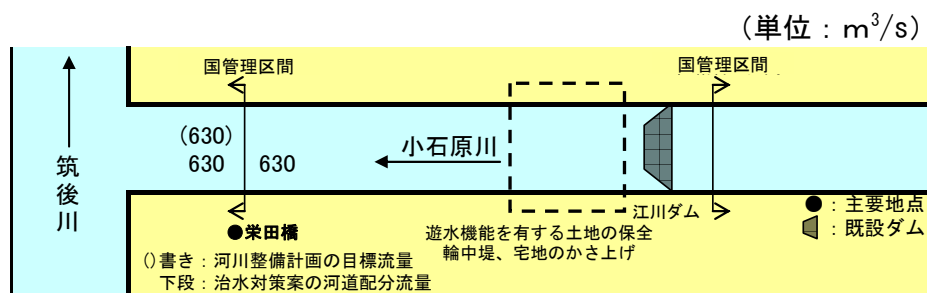 （単位：m³/s）
国管理区間
国管理区間
(630)
630
630
小石原川
筑後川
江川ダム
●栄田橋
遊水機能を有する土地の保全
輪中堤、宅地のかさ上げ
●：主要地点
：既設ダム
()書き：河川整備計画の目標流量
下段：治水対策案の河道配分流量